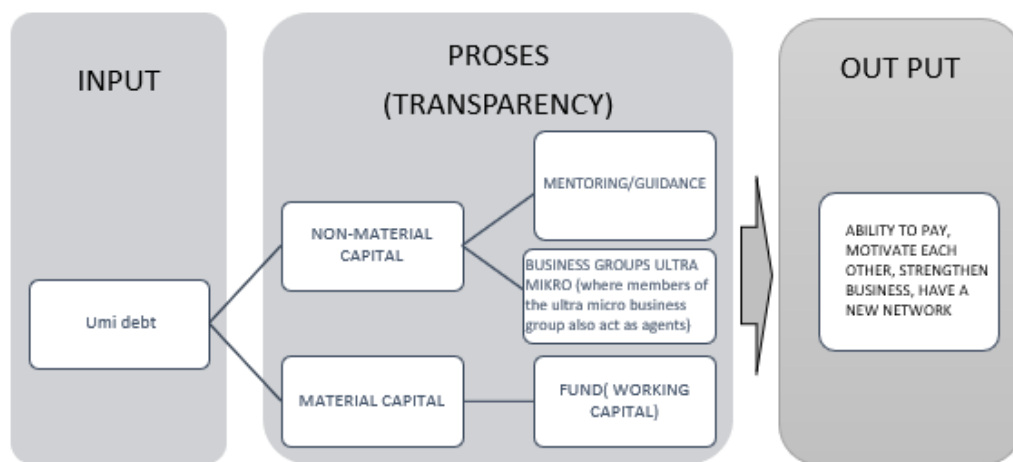 INPUT
Umi debt
PROSES
(TRANSPARENCY)
NON-MATERIAL
CAPITAL
MATERIAL CAPITAL
MENTORING/GUIDANCE
BUSINESS GROUPS ULTRA
MIKRO (where members of
the ultra micro business
group also act as agents)
FUND( WORKING
CAPITAL)
OUT PUT
ABILITY TO PAY,
MOTIVATE EACH
OTHER, STRENGTHEN
BUSINESS, HAVE A
NEW NETWORK